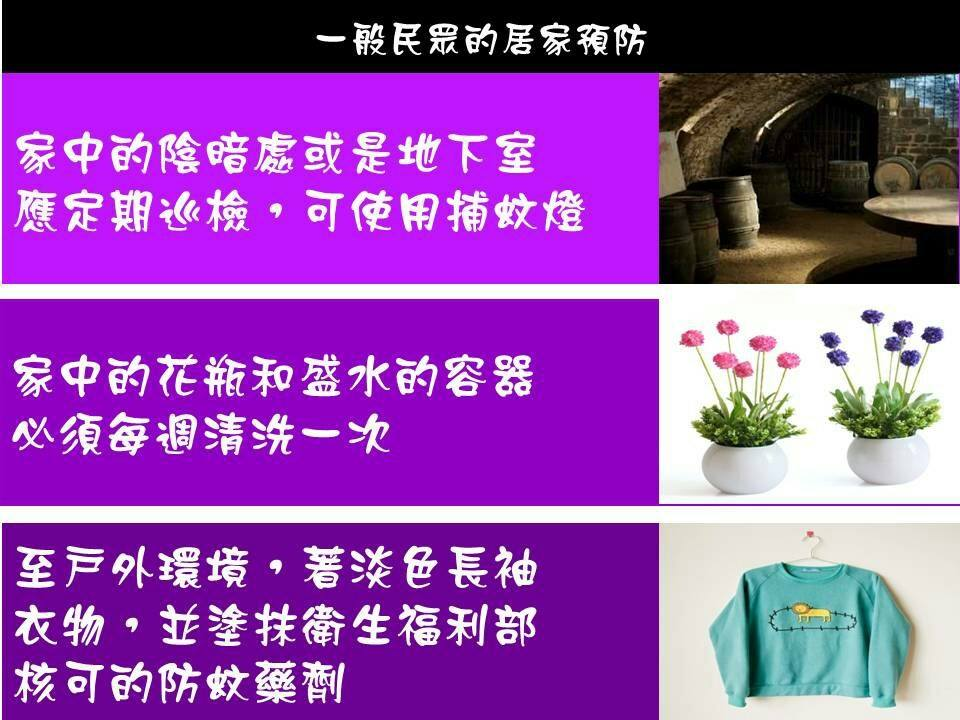 一般民眾的居家預防
家中的陰暗處或是地下室
應定期巡檢，可使用捕蚊燈
家中的花瓶和盛水的容器
必須每週清洗一次
至戶外環境，著淡色長袖
衣物，並塗抹衛生福利部
核可的防蚊藥劑